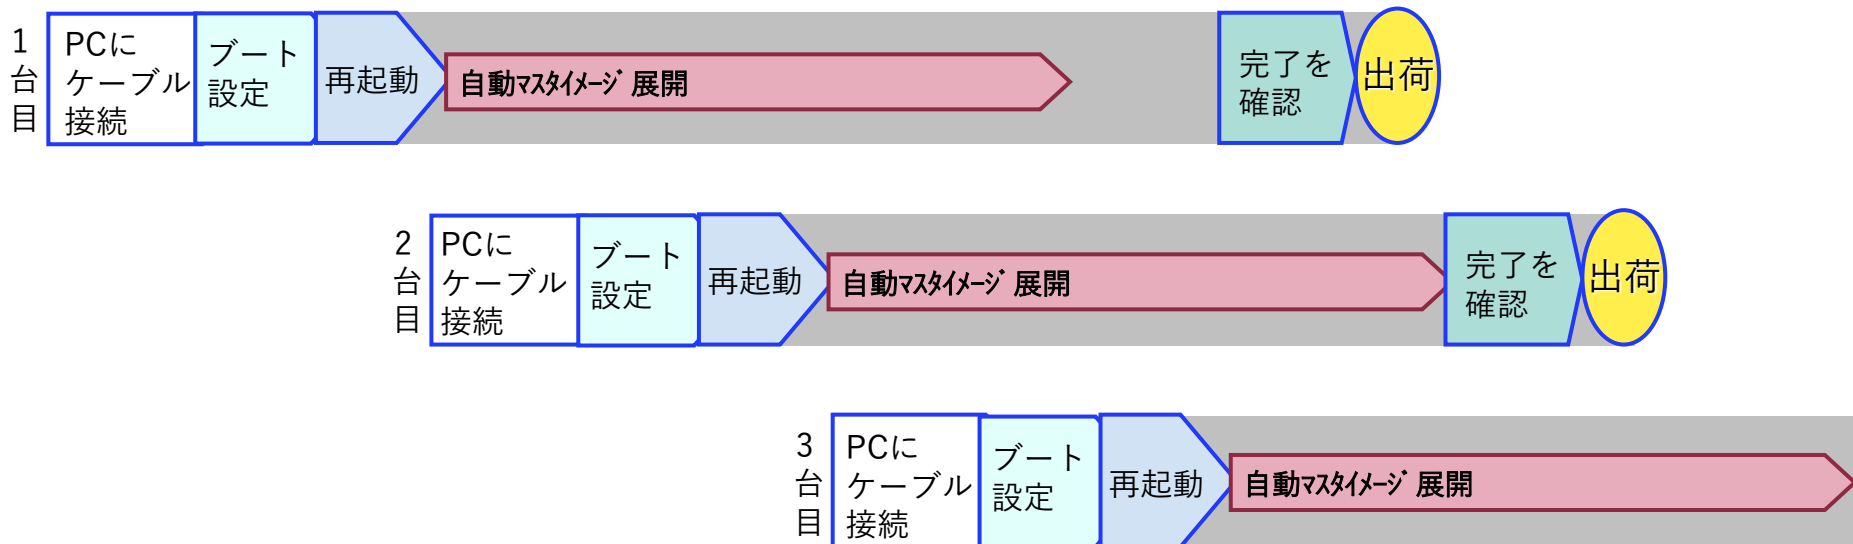 1
台
目
PCに
ケーブル
接続
ブート
設定
再起動
自動ﾏｽﾀｲﾒｰｼﾞ 展開
完了を
確認
出荷
2
台
目
PCに
ケーブル
接続
ブート
設定
再起動
自動ﾏｽﾀｲﾒｰｼﾞ 展開
完了を
確認
出荷
3
台
目
PCに
ケーブル
接続
ブート
設定
再起動
自動ﾏｽﾀｲﾒｰｼﾞ 展開